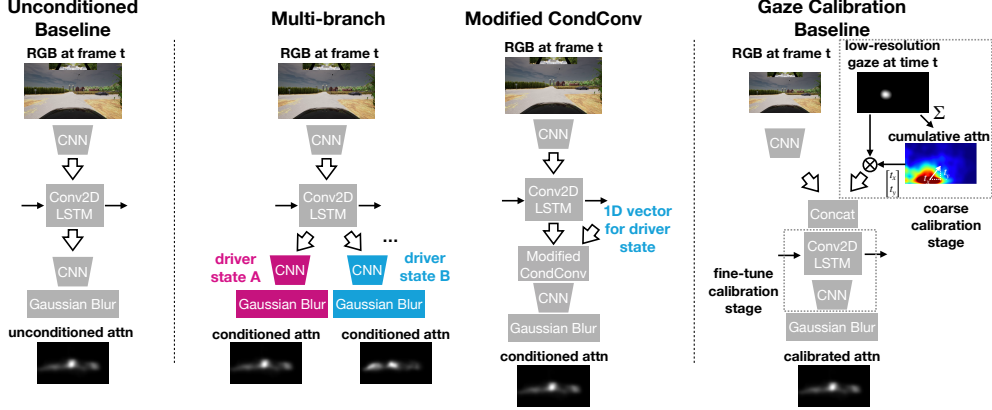 Unconditioned
Baseline
RGB at frame t
CNN
Conv2D
LSTM
CNN
Gaussian Blur
unconditioned attn
Multi-branch
RGB at frame t
CNN
Conv2D
LSTM
...
driver
state A
CNN
CNN
driver
state B
Gaussian Blur
Gaussian Blur
conditioned attn
conditioned attn
Modified CondConv
RGB at frame t
CNN
Conv2D
LSTM
1D vector
for driver
state
Modified
CondConv
CNN
Gaussian Blur
conditioned attn
Gaze Calibration
Baseline
RGB at frame t
low-resolution
gaze at time t
CNN
Σ
cumulative attn
⊗
[t_x
t_y]
Concat
coarse
calibration
stage
Conv2D
LSTM
fine-tune
calibration
stage
CNN
Gaussian Blur
calibrated attn